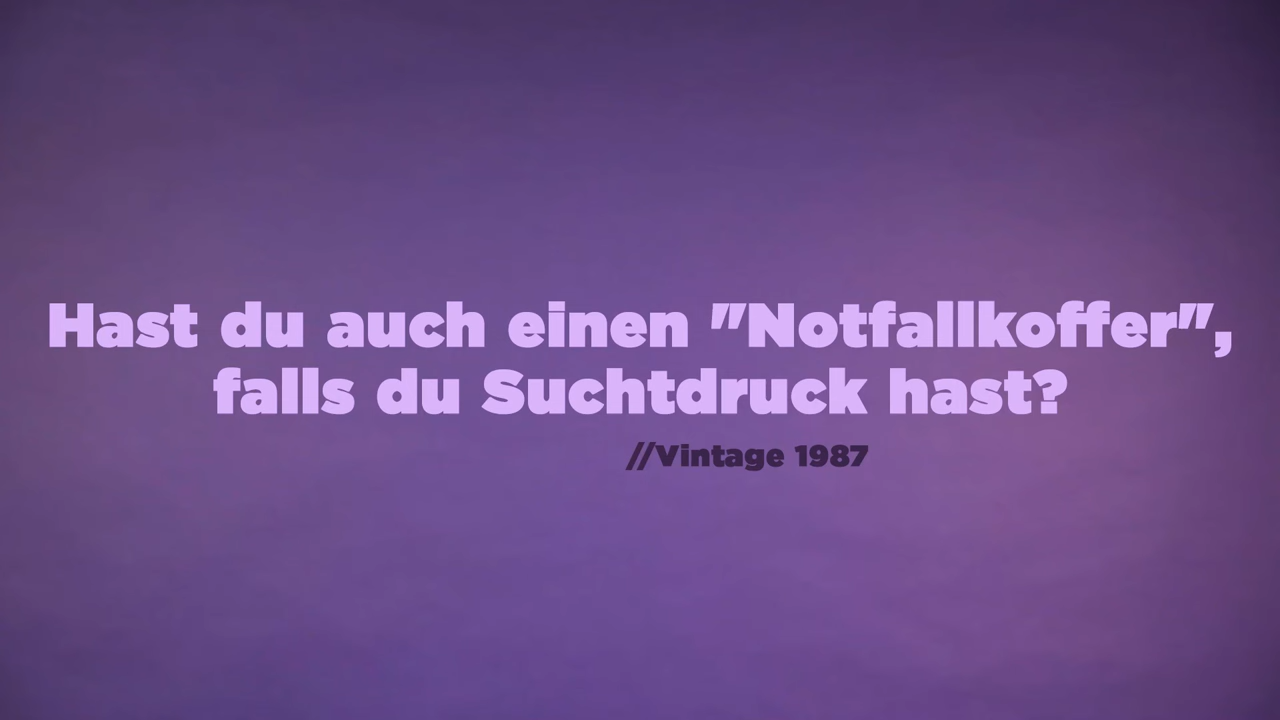 Hast du auch einen "Notfallkoffer",
falls du Suchtdruck hast?
//Vintage 1987